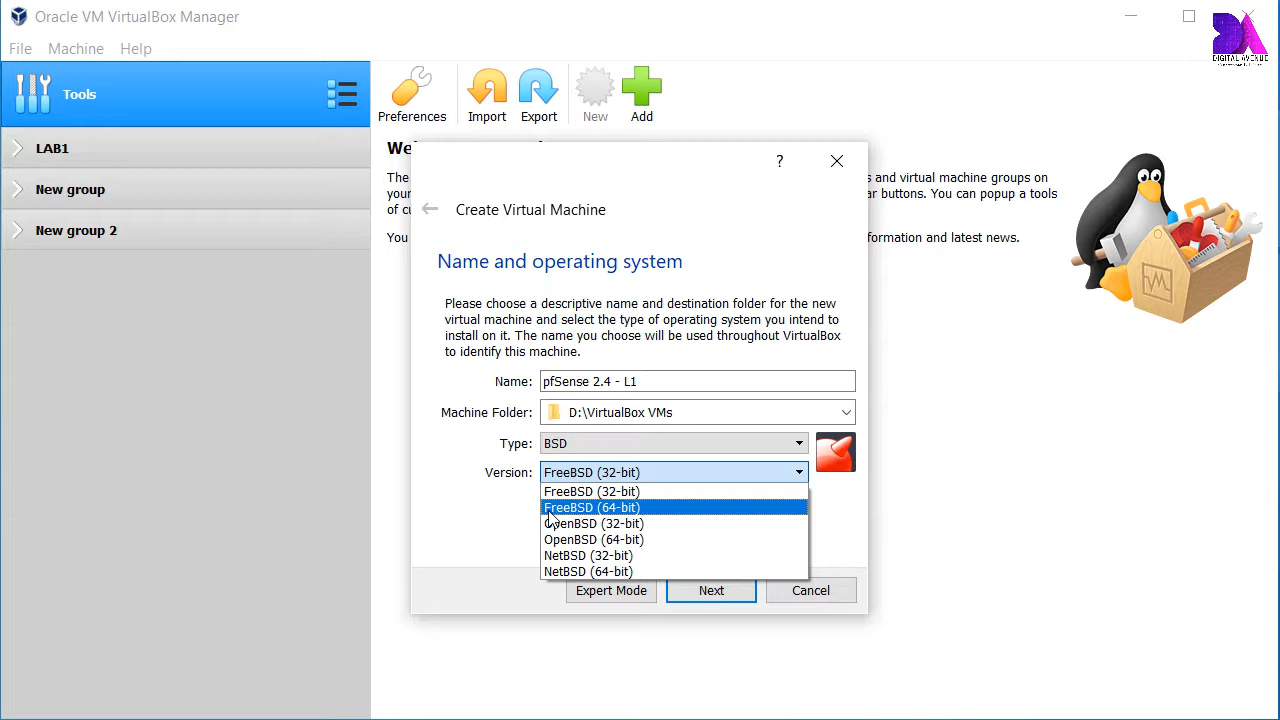 Oracle VM VirtualBox Manager
DIGITAL AVENUE
File Machine Help
Tools
Preferences Import Export New Add
LAB1
New group
New group 2
We
The
your
of cu
You
s and virtual machine groups on
ar buttons. You can popup a tools
formation and latest news.
?
Create Virtual Machine
Name and operating system
Please choose a descriptive name and destination folder for the new
virtual machine and select the type of operating system you intend to
install on it. The name you choose will be used throughout VirtualBox
to identify this machine.
Name: pfSense 2.4 - L1
Machine Folder: D:\VirtualBox VMs
Type: BSD
Version: FreeBSD (32-bit)
FreeBSD (32-bit)
FreeBSD (64-bit)
OpenBSD (32-bit)
OpenBSD (64-bit)
NetBSD (32-bit)
NetBSD (64-bit)
Expert Mode Next Cancel